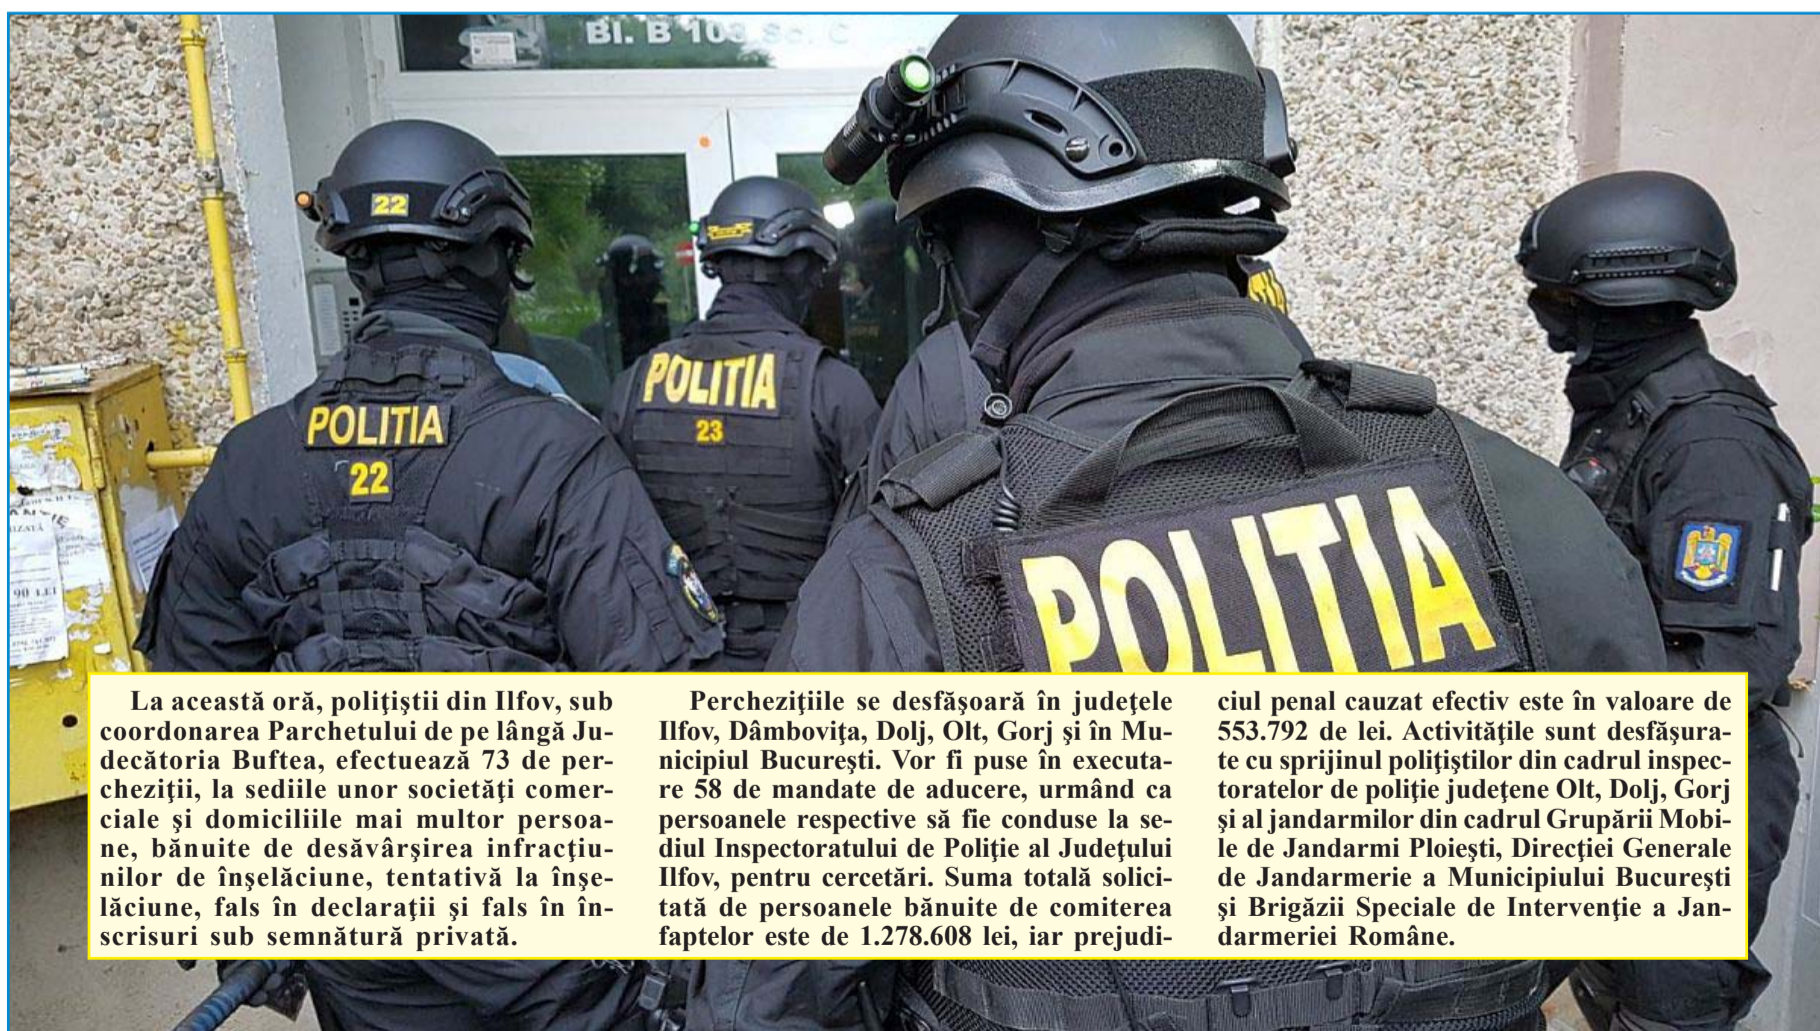 Bl. B 103 Sc. C
22
POLITIA
22
POLITIA
23
POLITIA
90 LEI
La această oră, poliţiştii din Ilfov, sub
coordonarea Parchetului de pe lângă Ju-
decătoria Buftea, efectuează 73 de per-
cheziţii, la sediile unor societăţi comer-
ciale şi domiciliile mai multor persoa-
ne, bănuite de desăvârşirea infracţiu-
nilor de înşelăciune, tentativă la înşe-
lăciune, fals în declaraţii şi fals în în-
scrisuri sub semnătură privată.
Percheziţiile se desfăşoară în judeţele
Ilfov, Dâmboviţa, Dolj, Olt, Gorj şi în Mu-
nicipiul Bucureşti. Vor fi puse în executa-
re 58 de mandate de aducere, urmând ca
persoanele respective să fie conduse la se-
diul Inspectoratului de Poliţie al Judeţului
Ilfov, pentru cercetări. Suma totală solici-
tată de persoanele bănuite de comiterea
faptelor este de 1.278.608 lei, iar prejudi-
ciul penal cauzat efectiv este în valoare de
553.792 de lei. Activităţile sunt desfăşura-
te cu sprijinul poliţiştilor din cadrul inspec-
toratelor de poliţie judeţene Olt, Dolj, Gorj
şi al jandarmilor din cadrul Grupării Mobi-
le de Jandarmi Ploieşti, Direcţiei Generale
de Jandarmerie a Municipiului Bucureşti
şi Brigăzii Speciale de Intervenţie a Jan-
darmeriei Române.